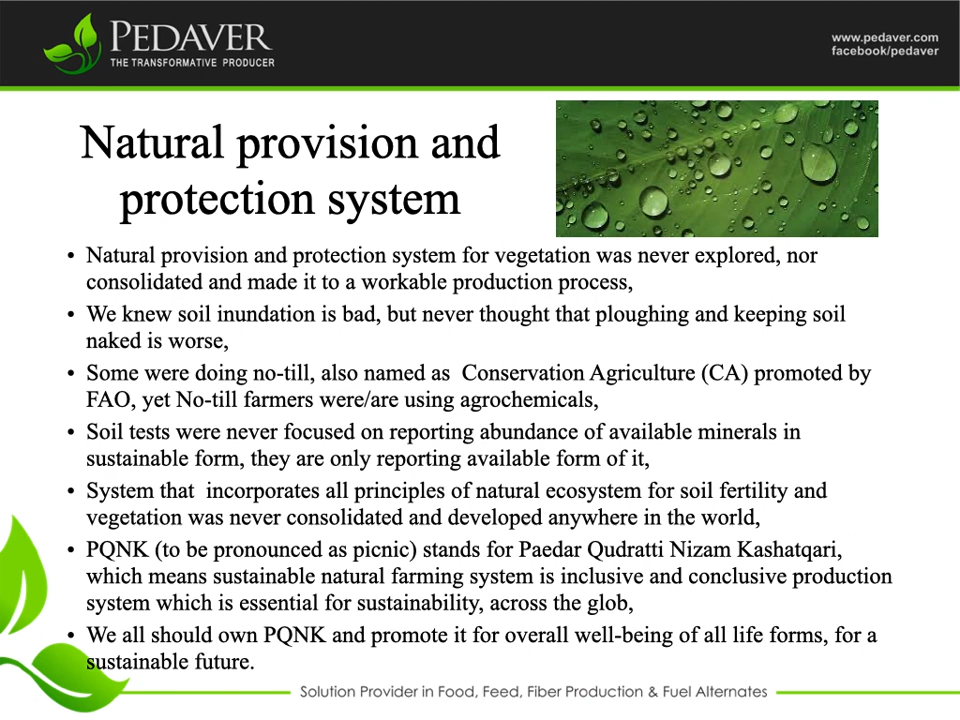 PEDAVER
THE TRANSFORMATIVE PRODUCER
www.pedaver.com
facebook/pedaver
Natural provision and
protection system
• Natural provision and protection system for vegetation was never explored, nor
consolidated and made it to a workable production process,
• We knew soil inundation is bad, but never thought that ploughing and keeping soil
naked is worse,
• Some were doing no-till, also named as  Conservation Agriculture (CA) promoted by
FAO, yet No-till farmers were/are using agrochemicals,
• Soil tests were never focused on reporting abundance of available minerals in
sustainable form, they are only reporting available form of it,
• System that  incorporates all principles of natural ecosystem for soil fertility and
vegetation was never consolidated and developed anywhere in the world,
• PQNK (to be pronounced as picnic) stands for Paedar Qudratti Nizam Kashatqari,
which means sustainable natural farming system is inclusive and conclusive production
system which is essential for sustainability, across the glob,
• We all should own PQNK and promote it for overall well-being of all life forms, for a
sustainable future.
Solution Provider in Food, Feed, Fiber Production & Fuel Alternates